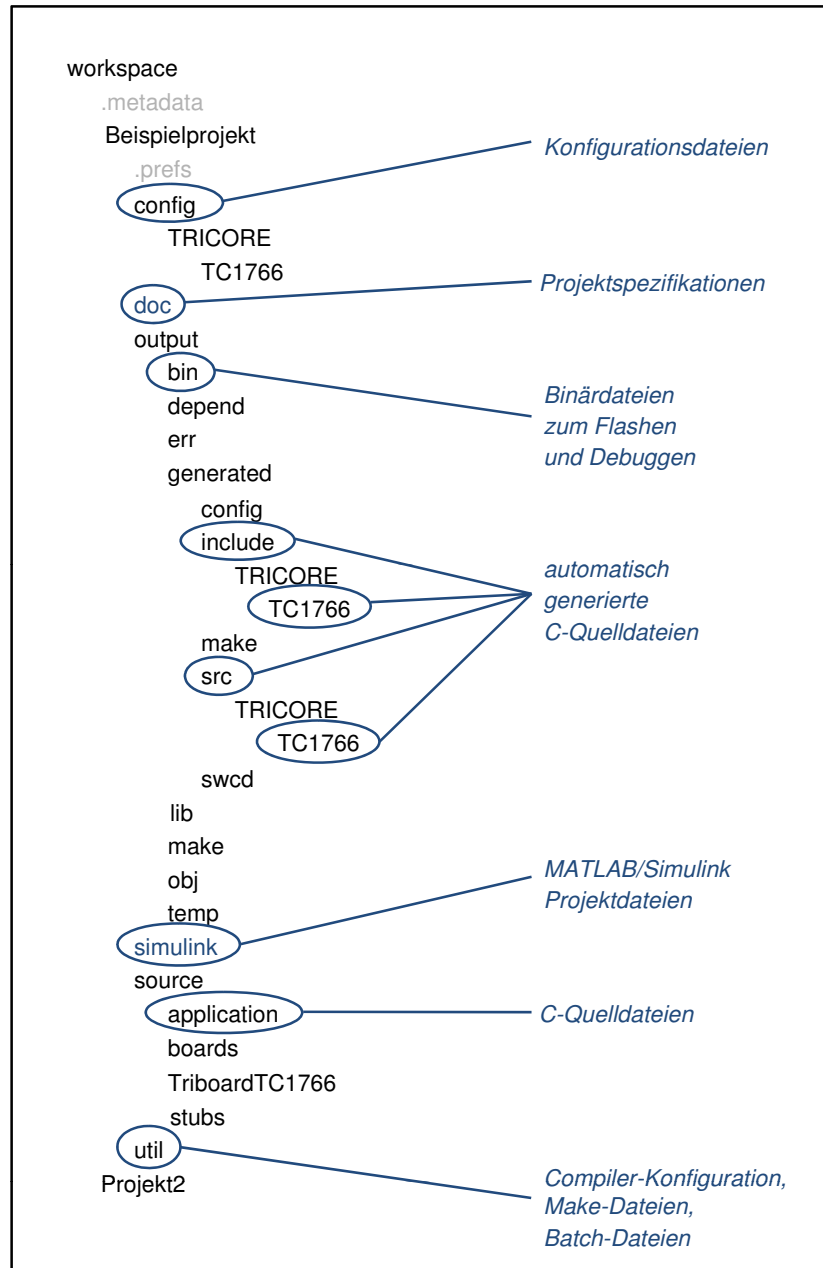 workspace
.metadata
Beispielprojekt
.prefs
config
TRICORE
TC1766
doc
output
bin
depend
err
generated
config
include
TRICORE
TC1766
make
src
TRICORE
TC1766
swcd
lib
make
obj
temp
simulink
source
application
boards
TriboardTC1766
stubs
util
Projekt2
Konfigurationsdateien
Projektspezifikationen
Binärdateien
zum Flashen
und Debuggen
automatisch
generierte
C-Quelldateien
MATLAB/Simulink
Projektdateien
C-Quelldateien
Compiler-Konfiguration,
Make-Dateien,
Batch-Dateien